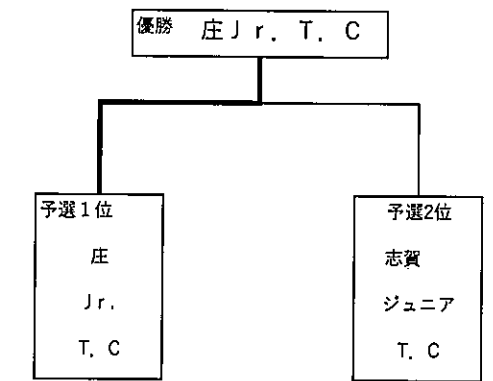 優勝 庄Jr. T. C
予選1位
庄
Jr.
T. C
予選2位
志賀
ジュニア
T. C